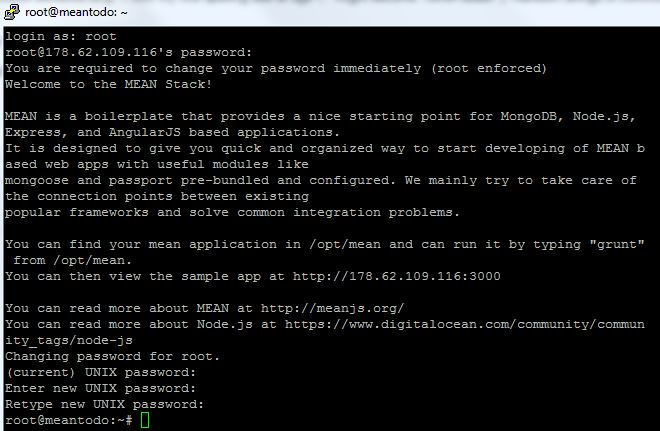 root@meantodo: ~
login as: root
root@178.62.109.116's password:
You are required to change your password immediately (root enforced)
Welcome to the MEAN Stack!
MEAN is a boilerplate that provides a nice starting point for MongoDB, Node.js,
Express, and AngularJS based applications.
It is designed to give you quick and organized way to start developing of MEAN b
ased web apps with useful modules like
mongoose and passport pre-bundled and configured. We mainly try to take care of
the connection points between existing
popular frameworks and solve common integration problems.
You can find your mean application in /opt/mean and can run it by typing "grunt"
 from /opt/mean.
You can then view the sample app at http://178.62.109.116:3000
You can read more about MEAN at http://meanjs.org/
You can read more about Node.js at https://www.digitalocean.com/community/commun
ity_tags/node-js
Changing password for root.
(current) UNIX password:
Enter new UNIX password:
Retype new UNIX password:
root@meantodo:~#